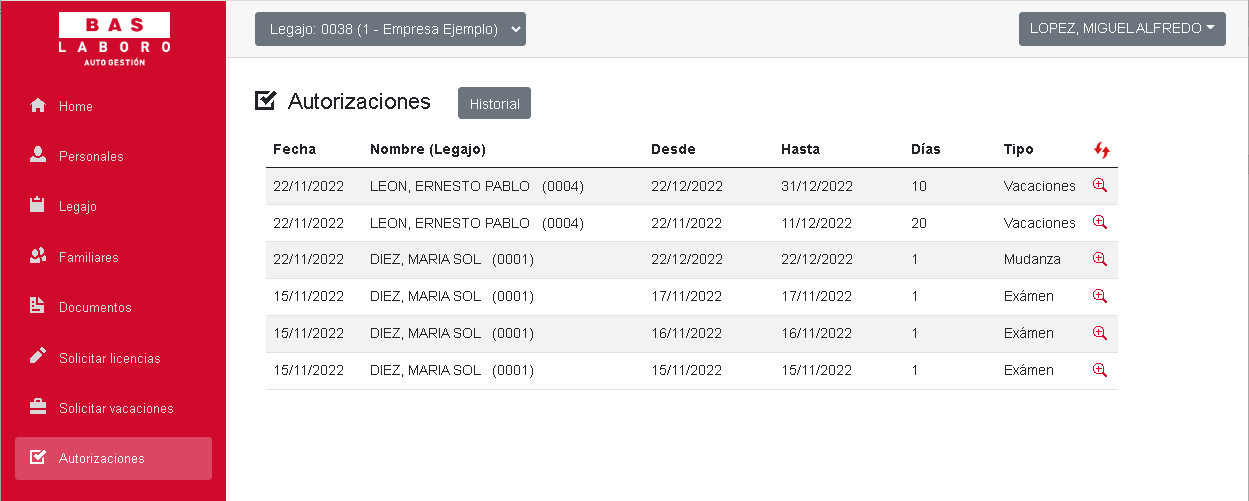 BAS
LABORO
AUTOGESTIÓN
Home
Personales
Legajo
Familiares
Documentos
Solicitar licencias
Solicitar vacaciones
Autorizaciones
Legajo: 0038 (1 - Empresa Ejemplo)
LOPEZ, MIGUEL ALFREDO
Autorizaciones Historial
Fecha Nombre (Legajo) Desde Hasta Días Tipo
22/11/2022 LEON, ERNESTO PABLO (0004) 22/12/2022 31/12/2022 10 Vacaciones
22/11/2022 LEON, ERNESTO PABLO (0004) 22/11/2022 11/12/2022 20 Vacaciones
22/11/2022 DIEZ, MARIA SOL (0001) 22/12/2022 22/12/2022 1 Mudanza
15/11/2022 DIEZ, MARIA SOL (0001) 17/11/2022 17/11/2022 1 Exámen
15/11/2022 DIEZ, MARIA SOL (0001) 16/11/2022 16/11/2022 1 Exámen
15/11/2022 DIEZ, MARIA SOL (0001) 15/11/2022 15/11/2022 1 Exámen